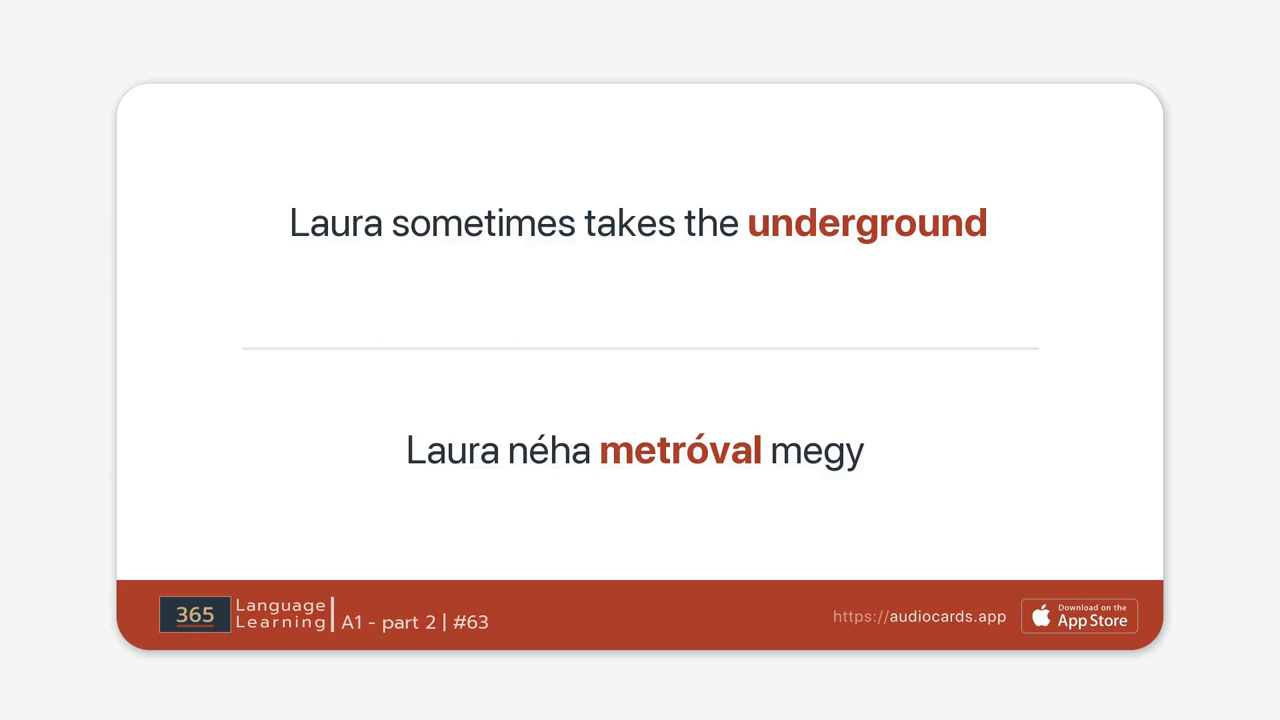 Laura sometimes takes the underground
Laura néha metróval megy
365
Language
Learning
A1 - part 2 | #63
https://audiocards.app
Download on the
App Store